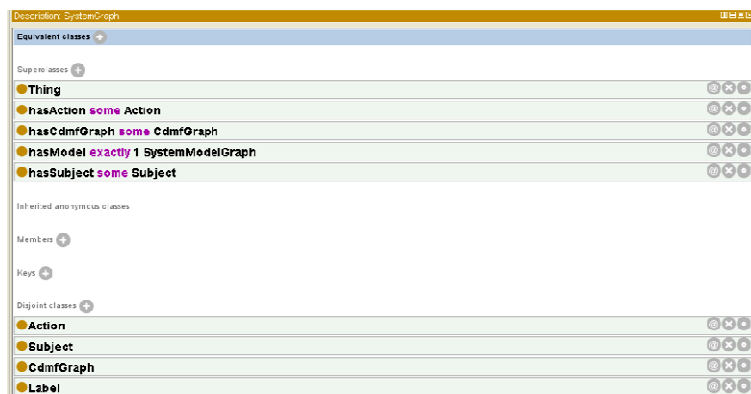 Description: SystemGraph
Equivalent classes
Superclasses
Thing
hasAction some Action
hasCdmfGraph some CdmfGraph
hasModel exactly 1 SystemModelGraph
hasSubject some Subject
Inherited anonymous classes
Members
Keys
Disjoint classes
Action
Subject
CdmfGraph
Label